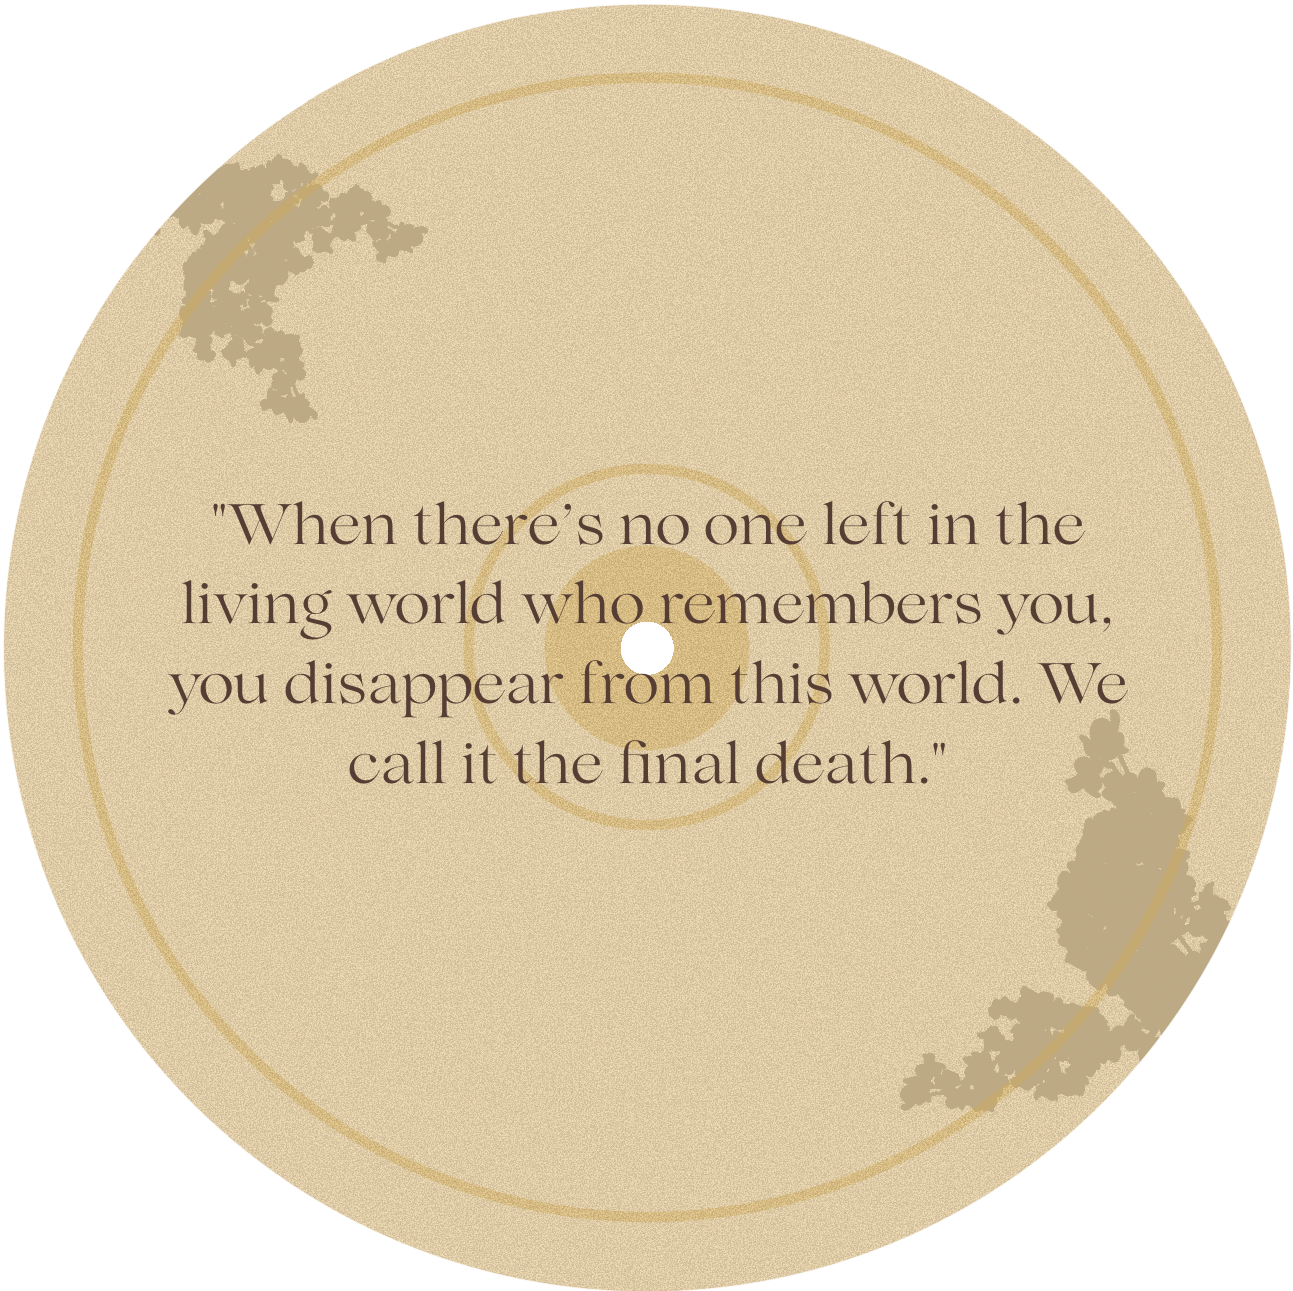 "When there’s no one left in the
living world who remembers you,
you disappear from this world. We
call it the final death."